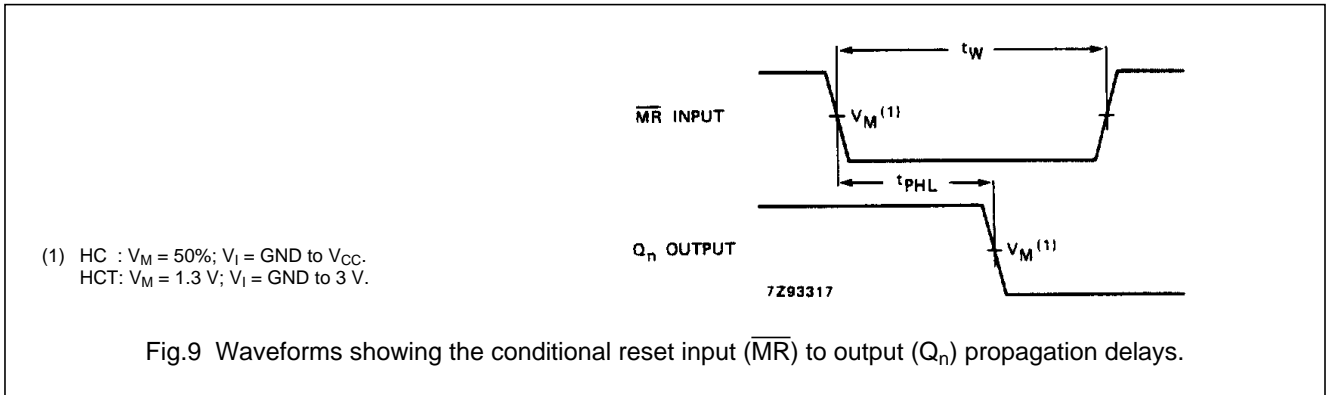 t_W
M̅R̅ INPUT
V_M (1)
t_PHL
Q_n OUTPUT
V_M (1)
7Z93317
(1) HC : V_M = 50%; V_I = GND to V_CC.
HCT: V_M = 1.3 V; V_I = GND to 3 V.
Fig.9 Waveforms showing the conditional reset input (M̅R̅) to output (Q_n) propagation delays.